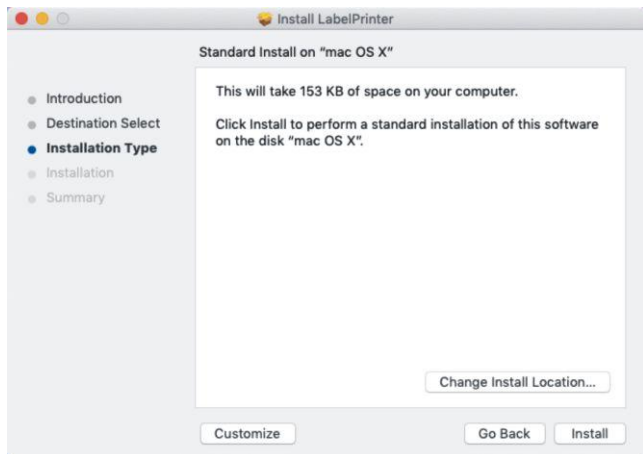 Install LabelPrinter
Standard Install on “mac OS X”
Introduction
Destination Select
Installation Type
Installation
Summary
This will take 153 KB of space on your computer.
Click Install to perform a standard installation of this software
on the disk “mac OS X”.
Change Install Location...
Customize
Go Back
Install